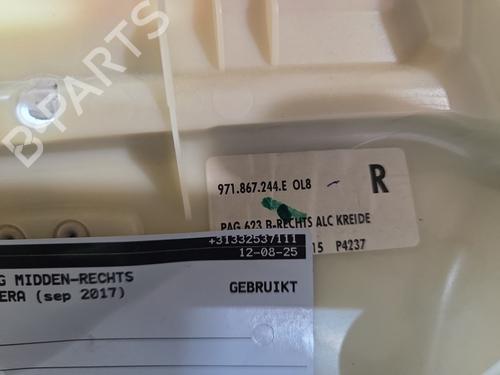 B-PARTS
971.867.244.E OL8 R
PAG 623 B-RECHTS ALC KREIDE
15 P4237
+31332537111
12-08-25
G MIDDEN-RECHTS
ERA (sep 2017)
GEBRUIKT